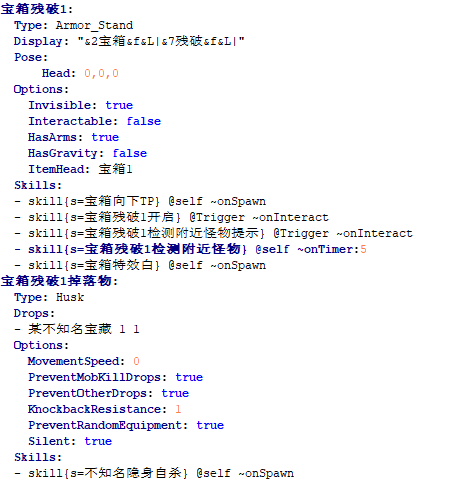 宝箱残破1:
  Type: Armor_Stand
  Display: "&2宝箱&f&L|&7残破&f&L|"
  Pose:
      Head: 0,0,0
  Options:
    Invisible: true
    Interactable: false
    HasArms: true
    HasGravity: false
    ItemHead: 宝箱1
  Skills:
  - skill{s=宝箱向下TP} @self ~onSpawn
  - skill{s=宝箱残破1开启} @Trigger ~onInteract
  - skill{s=宝箱残破1检测附近怪物提示} @Trigger ~onInteract
  - skill{s=宝箱残破1检测附近怪物} @self ~onTimer:5
  - skill{s=宝箱特效白} @self ~onSpawn
宝箱残破1掉落物:
  Type: Husk
  Drops:
  - 某不知名宝藏 1 1
  Options:
    MovementSpeed: 0
    PreventMobKillDrops: true
    PreventOtherDrops: true
    KnockbackResistance: 1
    PreventRandomEquipment: true
    Silent: true
  Skills:
  - skill{s=不知名隐身自杀} @self ~onSpawn